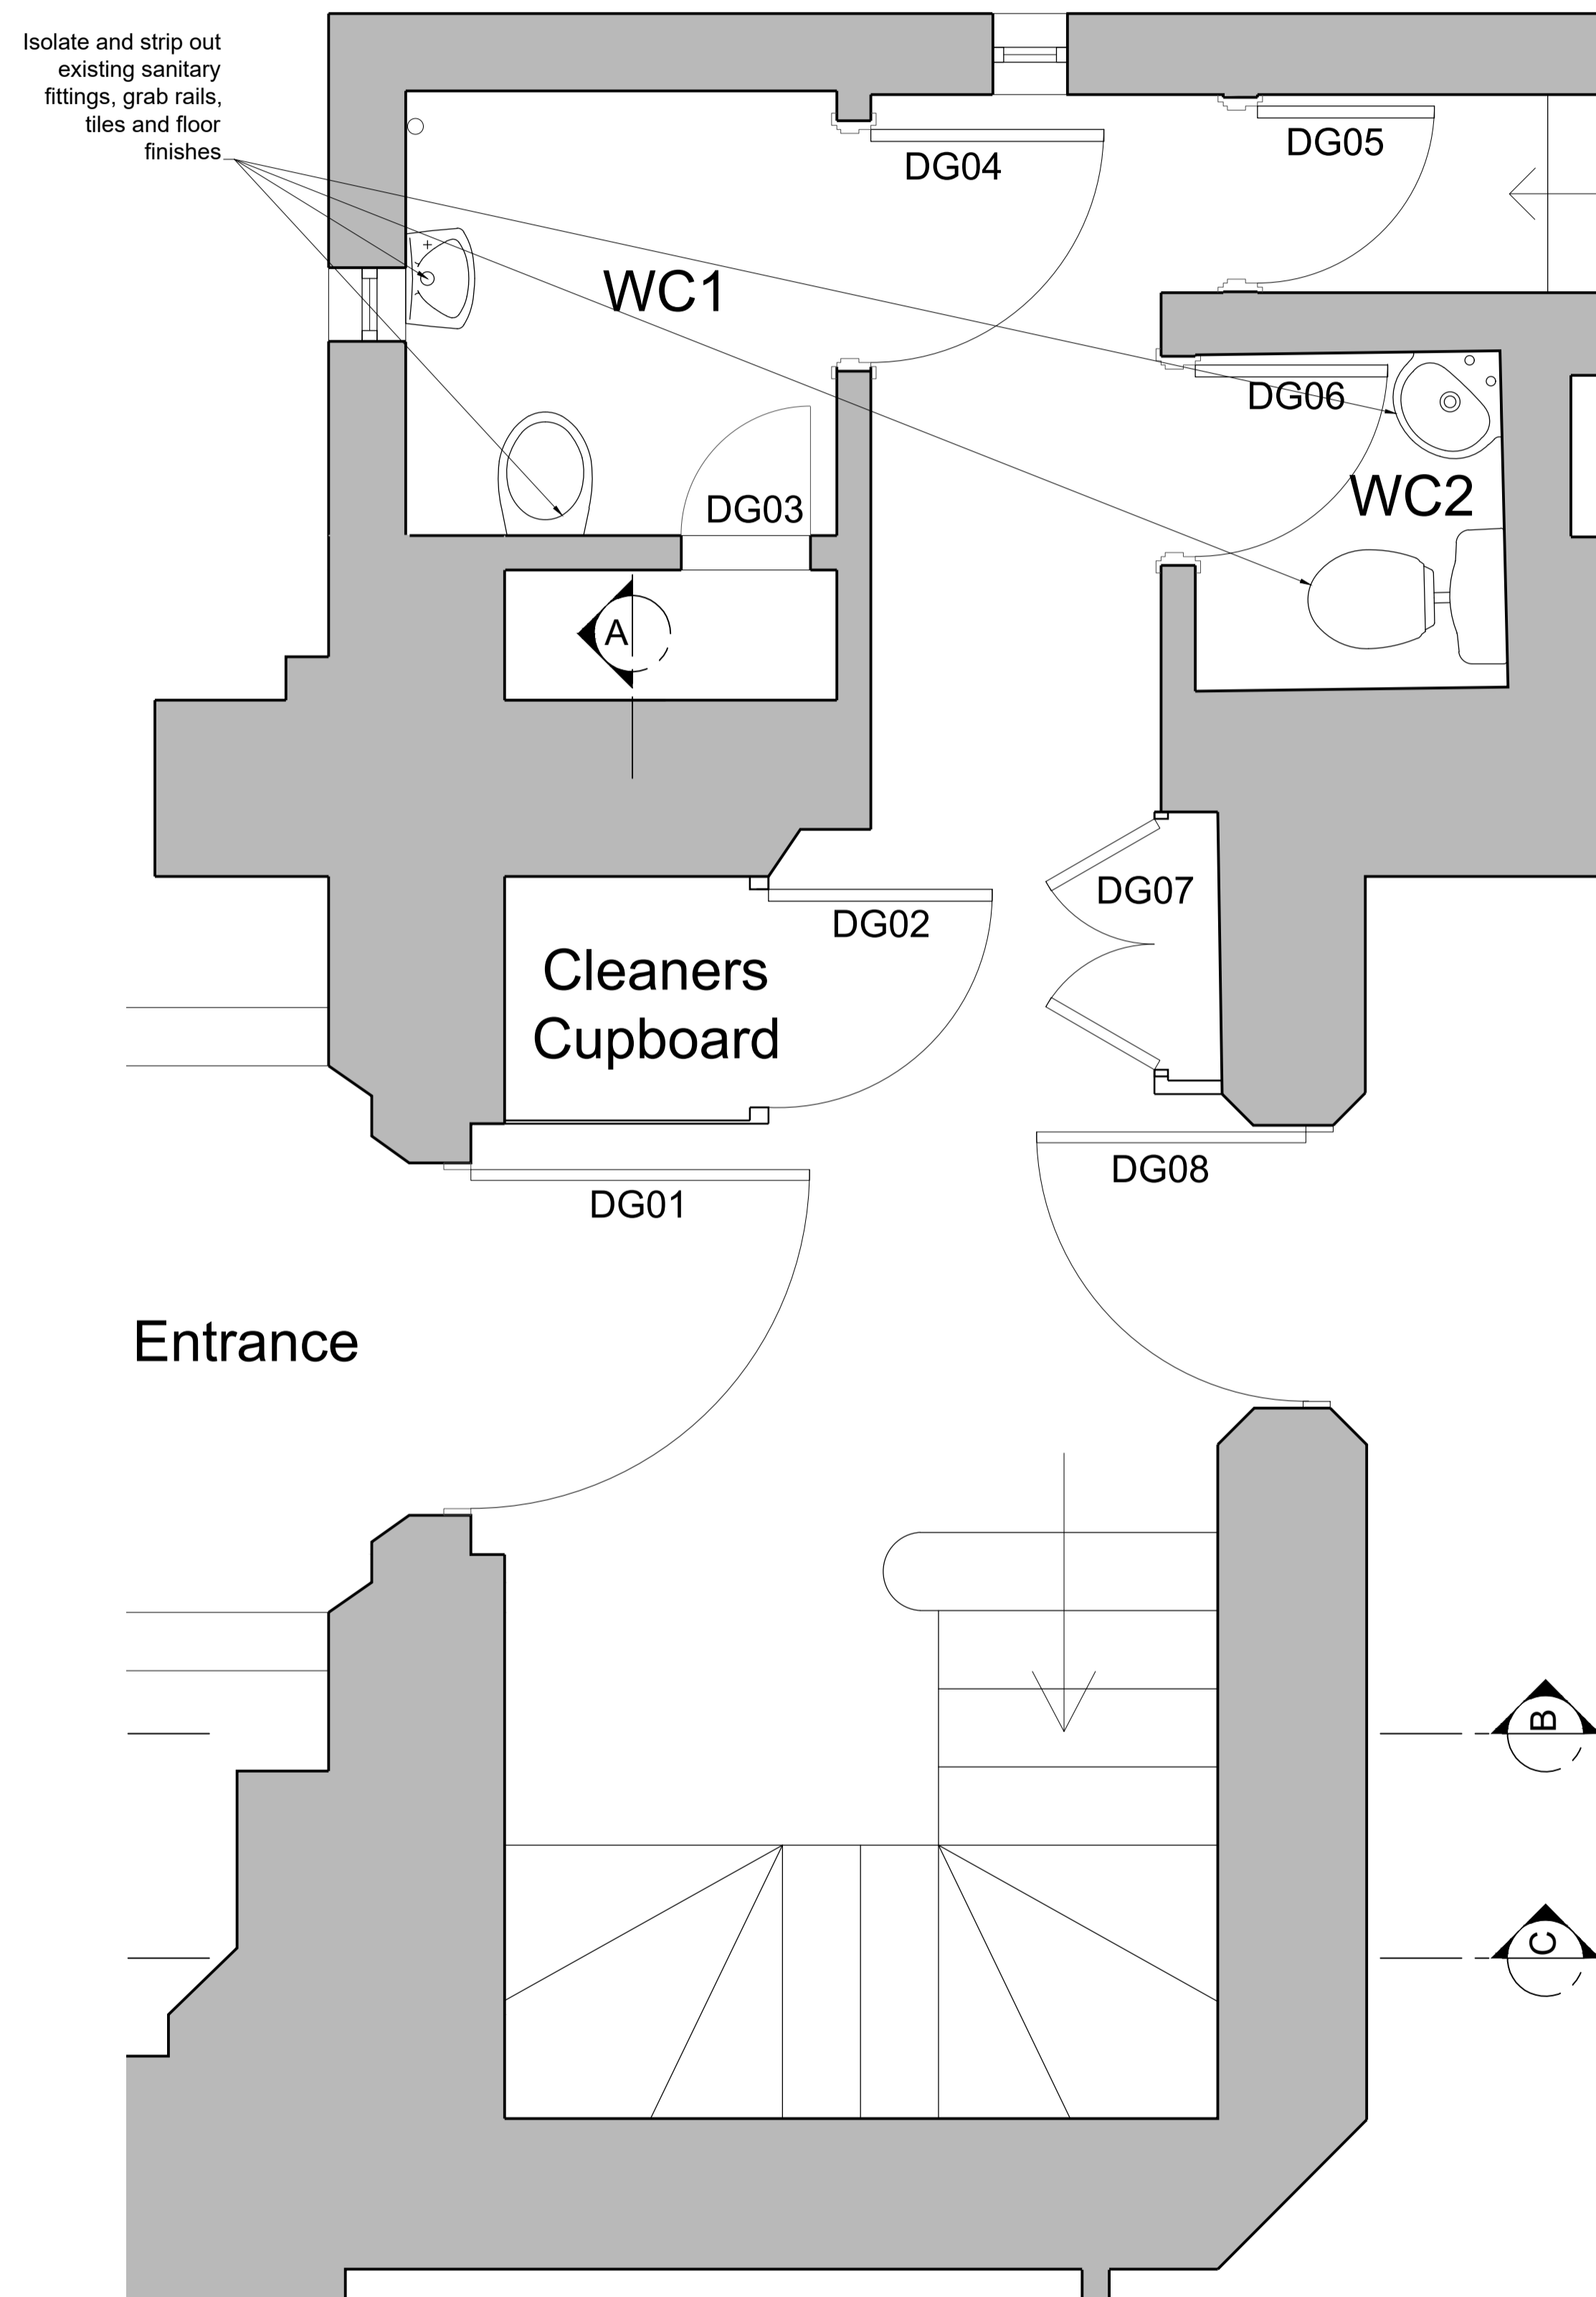 Isolate and strip out
existing sanitary
fittings, grab rails,
tiles and floor
finishes
DG05
DG04
WC1
DG06
WC2
DG03
A
DG07
DG02
Cleaners
Cupboard
DG08
DG01
Entrance
B
C